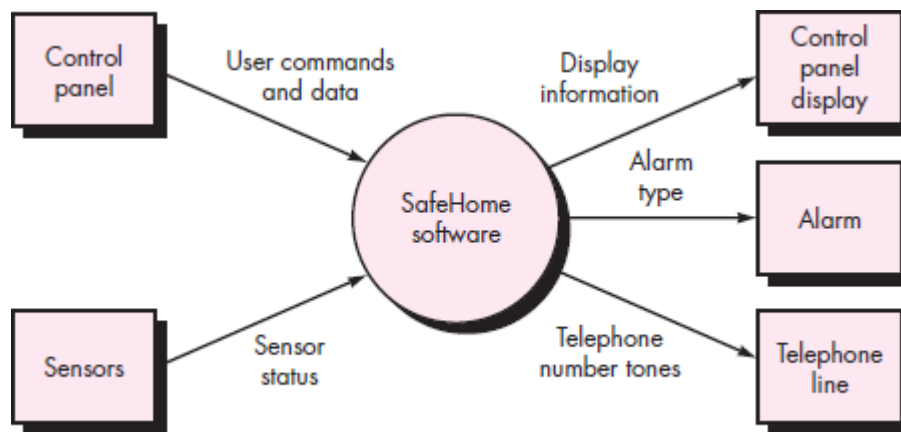 Control
panel
User commands
and data
Display
information
Control
panel
display
SafeHome
software
Alarm
type
Alarm
Sensors
Sensor
status
Telephone
number tones
Telephone
line